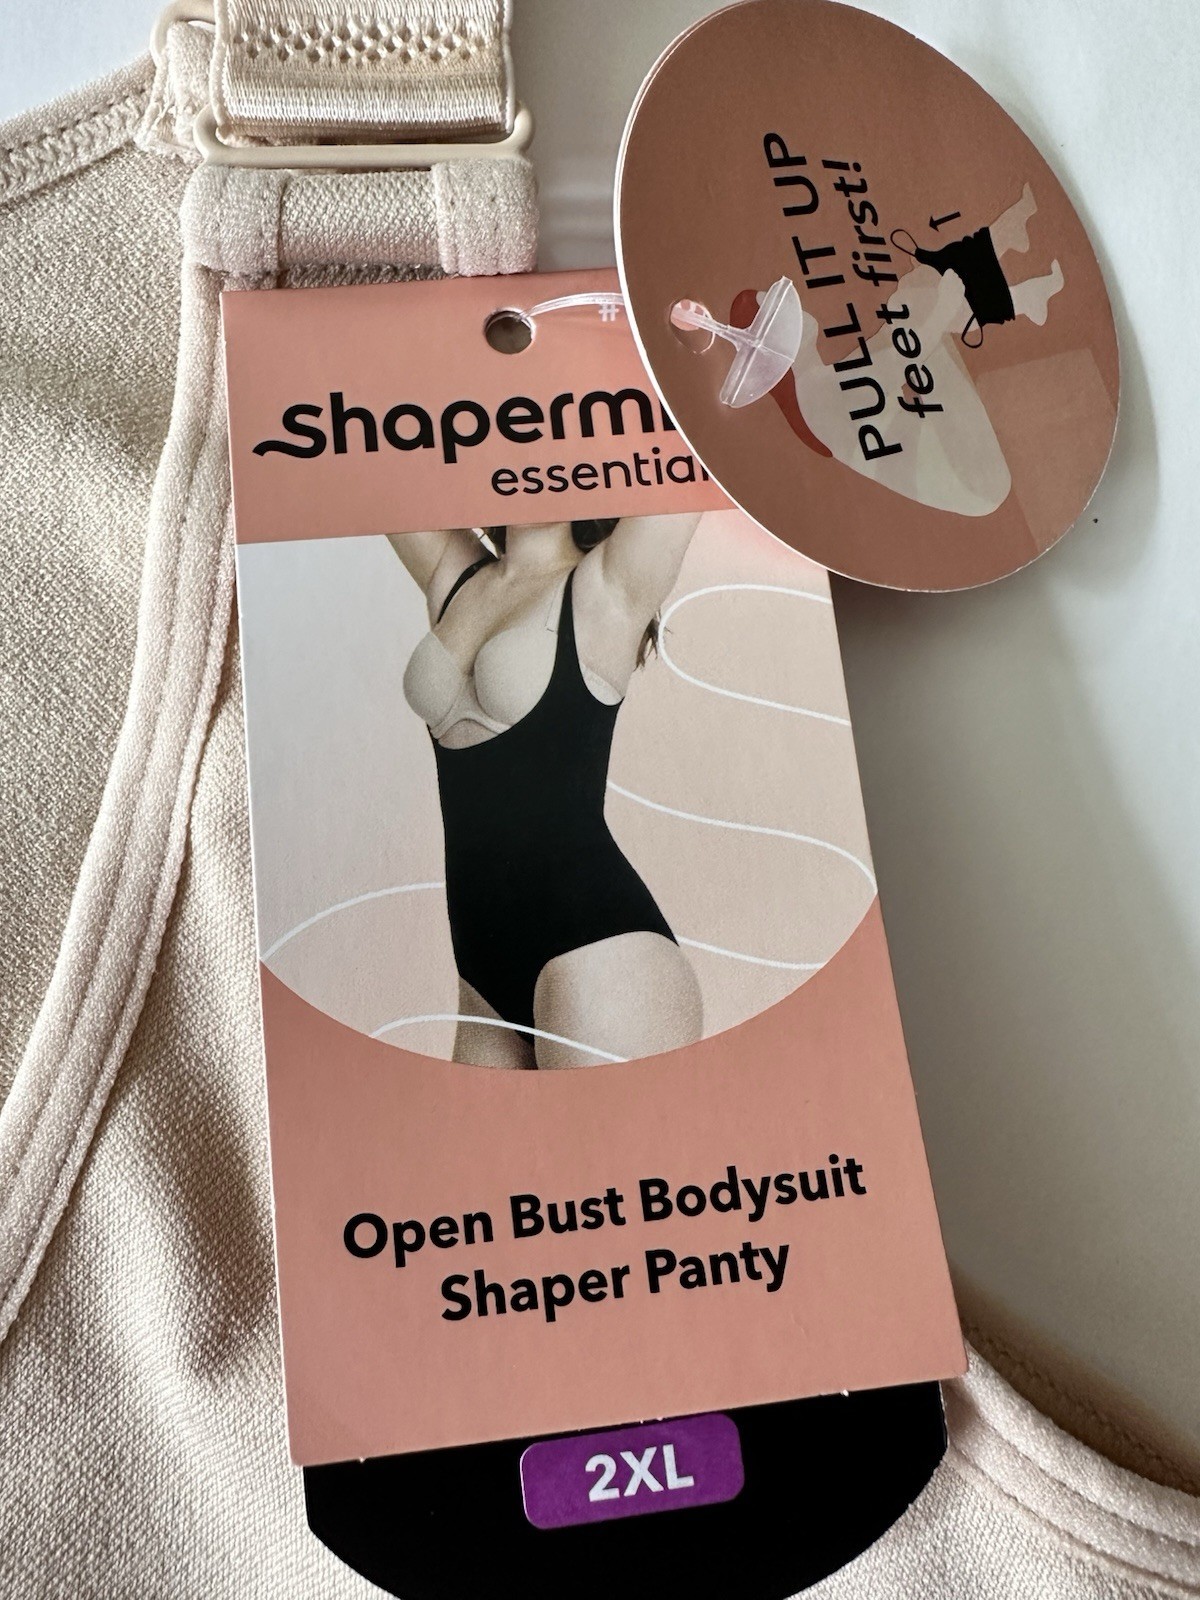 #
essential
PULL IT UP
feet first!
Open Bust Bodysuit
Shaper Panty
2XL